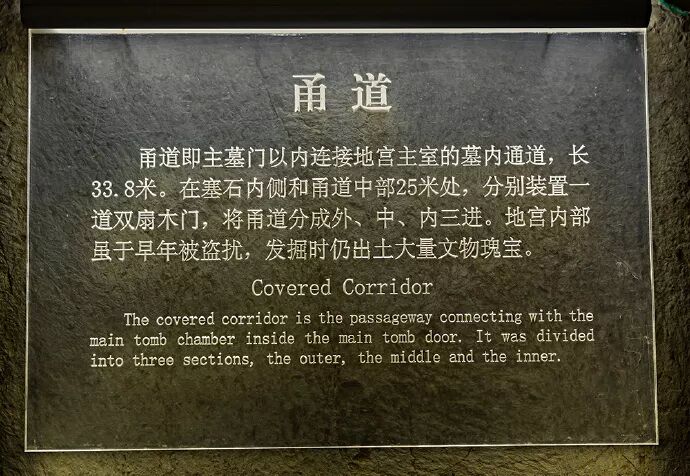 甬道
甬道即主墓门以内连接地宫主室的墓内通道，长
33.8米。在塞石内侧和甬道中部25米处，分别装置一
道双扇木门，将甬道分成外、中、内三进。地宫内部
虽于早年被盗扰，发掘时仍出土大量文物瑰宝。
Covered Corridor
The covered corridor is the passageway connecting with the
main tomb chamber inside the main tomb door. It was divided
into three sections, the outer, the middle and the inner.